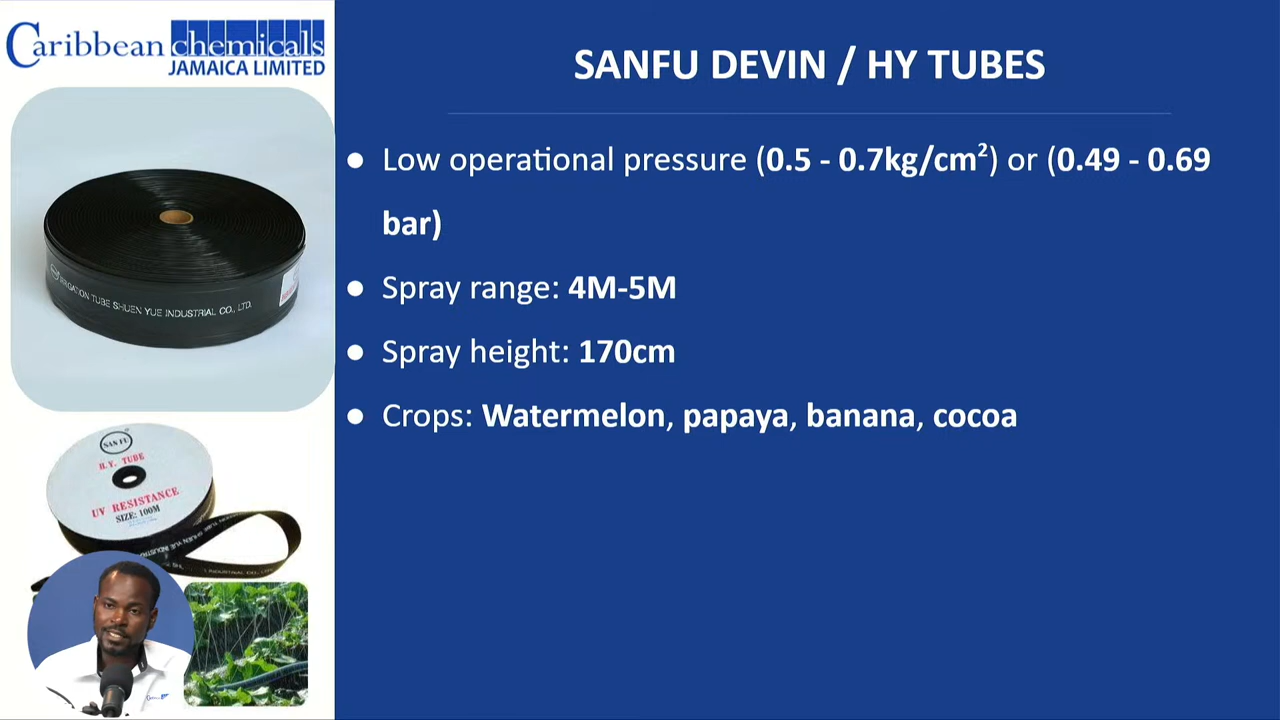 Caribbean chemicals
JAMAICA LIMITED
SANFU DEVIN / HY TUBES
● Low operational pressure (0.5 - 0.7kg/cm²) or (0.49 - 0.69
bar)
● Spray range: 4M-5M
● Spray height: 170cm
● Crops: Watermelon, papaya, banana, cocoa
IRRIGATION TUBE SHUEN YUE INDUSTRIAL CO., LTD.
SAN FU
H.Y. TUBE
UV RESISTANCE
SIZE: 100M